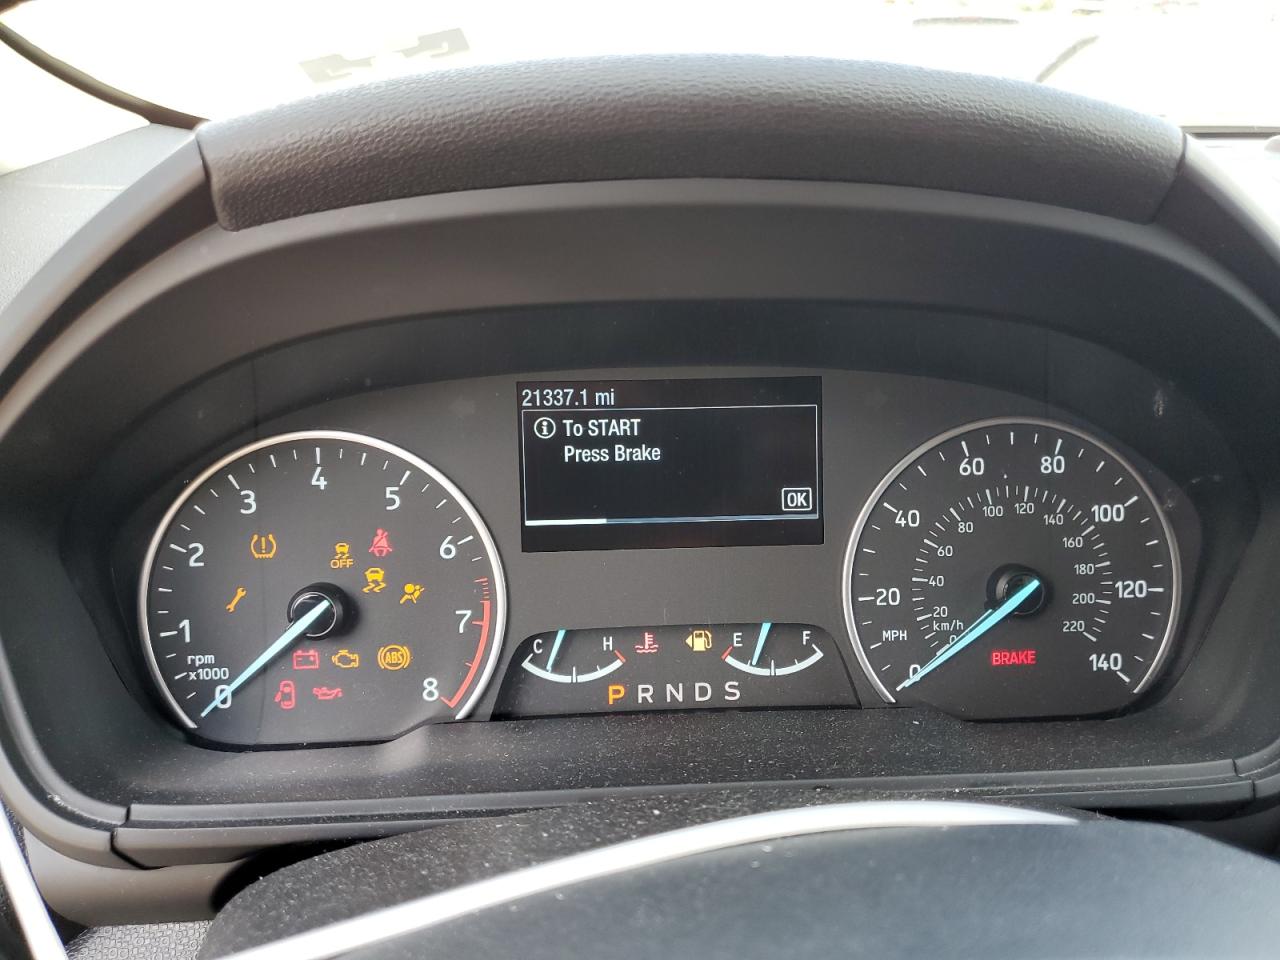 21337.1 mi
i To START
Press Brake
OK
0 1 2 3 4 5 6 7 8
rpm
x1000
OFF
ABS
C H
E F
P R N D S
0 20 40 60 80 100 120 140
MPH
0 20 40 60 80 100 120 140 160 180 200 220
km/h
BRAKE